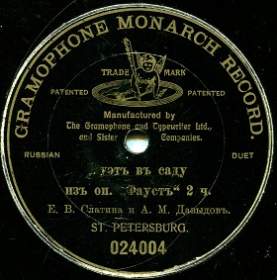 GRAMOPHONE MONARCH RECORD.
TRADE MARK
PATENTED PATENTED
Manufactured by
The Gramophone and Typewriter Ltd.,
and Sister Companies.
RUSSIAN DUET
уэтъ въ саду
изъ оп. "Фаустъ" 2 ч.
Е. В. Слатина и А. М. Давыдовъ.
ST. PETERSBURG.
024004